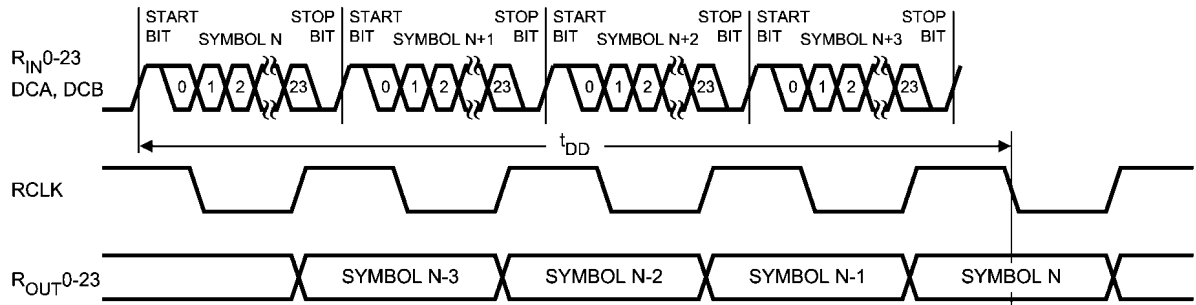 START BIT SYMBOL N STOP BIT
START BIT SYMBOL N+1 STOP BIT
START BIT SYMBOL N+2 STOP BIT
START BIT SYMBOL N+3 STOP BIT
RIN0-23
DCA, DCB
0 1 2 23 0 1 2 23 0 1 2 23 0 1 2 23
tDD
RCLK
ROUT0-23
SYMBOL N-3 SYMBOL N-2 SYMBOL N-1 SYMBOL N